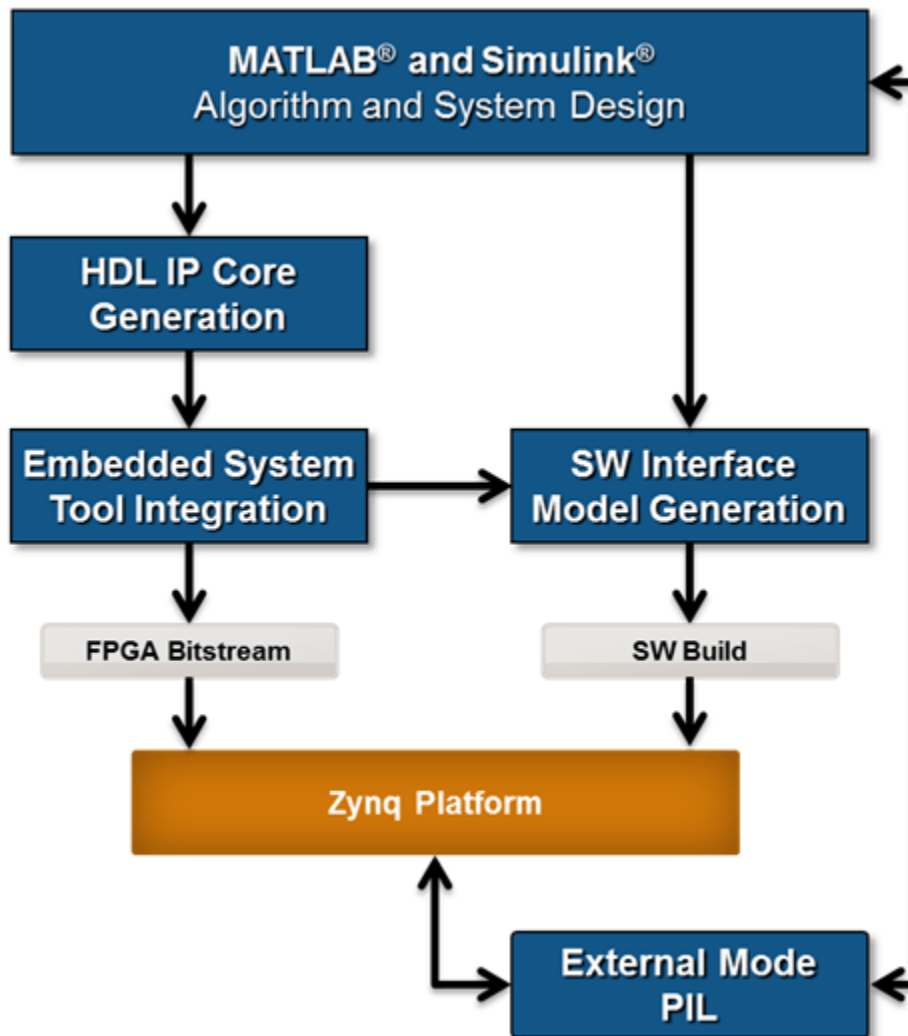 MATLAB® and Simulink®
Algorithm and System Design
HDL IP Core
Generation
Embedded System
Tool Integration
SW Interface
Model Generation
FPGA Bitstream
SW Build
Zynq Platform
External Mode
PIL